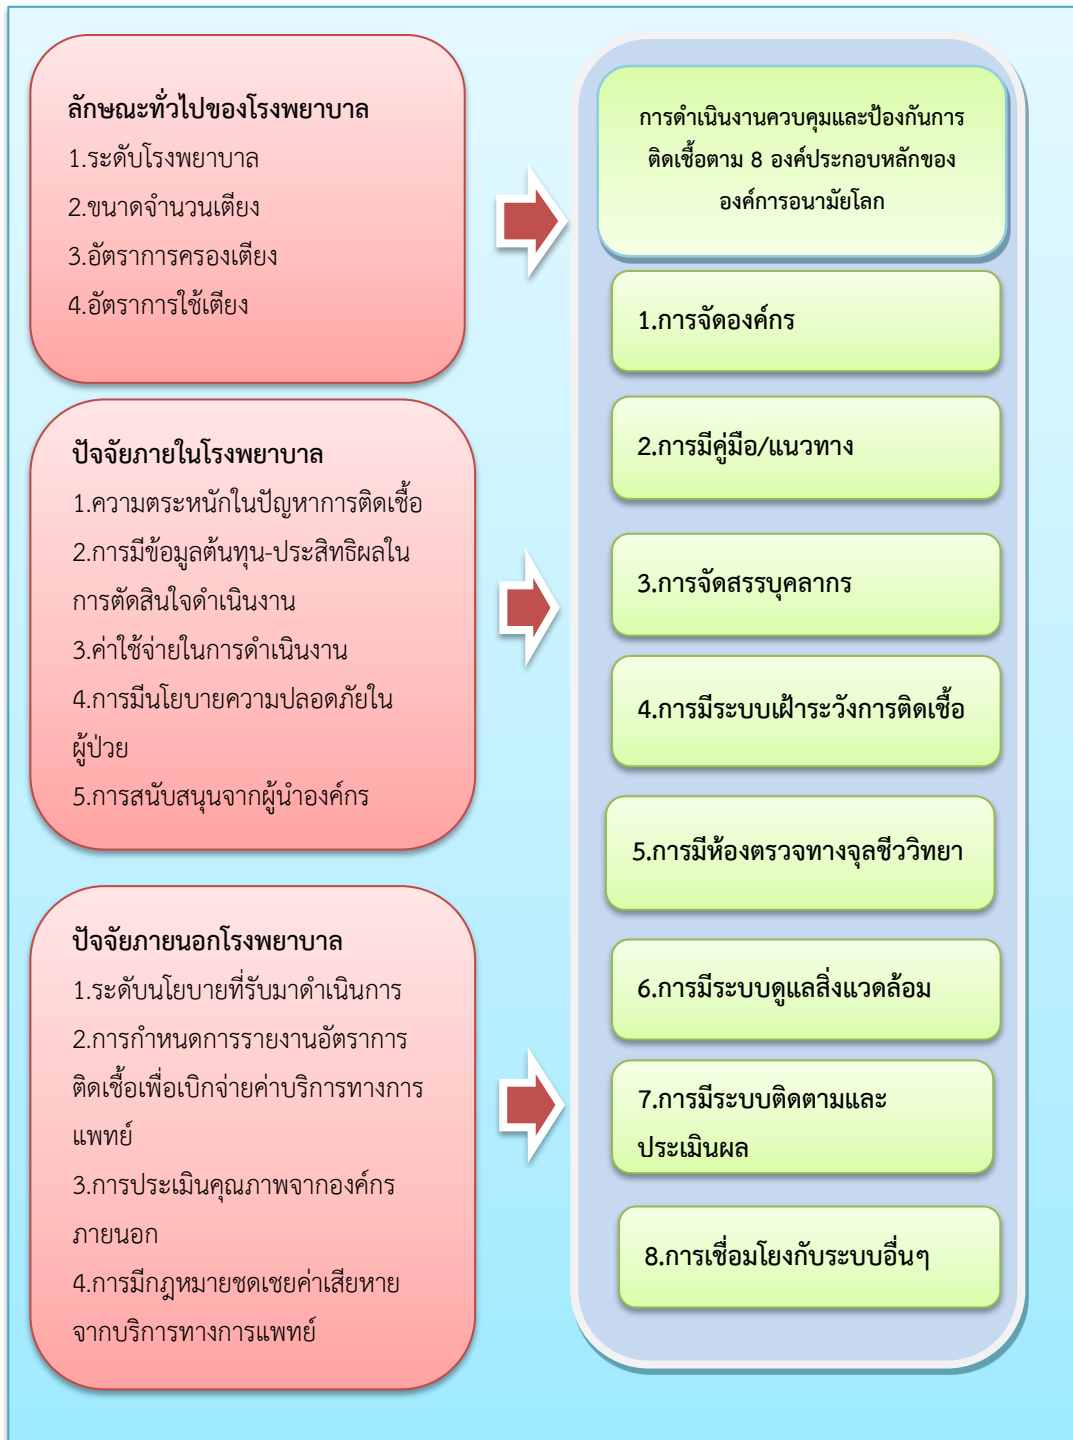 ลักษณะทั่วไปของโรงพยาบาล
1.ระดับโรงพยาบาล
2.ขนาดจำนวนเตียง
3.อัตราการครองเตียง
4.อัตราการใช้เตียง
ปัจจัยภายในโรงพยาบาล
1.ความตระหนักในปัญหาการติดเชื้อ
2.การมีข้อมูลต้นทุน-ประสิทธิผลใน
การตัดสินใจดำเนินงาน
3.ค่าใช้จ่ายในการดำเนินงาน
4.การมีนโยบายความปลอดภัยใน
ผู้ป่วย
5.การสนับสนุนจากผู้นำองค์กร
ปัจจัยภายนอกโรงพยาบาล
1.ระดับนโยบายที่รับมาดำเนินการ
2.การกำหนดการรายงานอัตราการ
ติดเชื้อเพื่อเบิกจ่ายค่าบริการทางการ
แพทย์
3.การประเมินคุณภาพจากองค์กร
ภายนอก
4.การมีกฎหมายชดเชยค่าเสียหาย
จากบริการทางการแพทย์
การดำเนินงานควบคุมและป้องกันการ
ติดเชื้อตาม 8 องค์ประกอบหลักของ
องค์การอนามัยโลก
1.การจัดองค์กร
2.การมีคู่มือ/แนวทาง
3.การจัดสรรบุคลากร
4.การมีระบบเฝ้าระวังการติดเชื้อ
5.การมีห้องตรวจทางจุลชีววิทยา
6.การมีระบบดูแลสิ่งแวดล้อม
7.การมีระบบติดตามและ
ประเมินผล
8.การเชื่อมโยงกับระบบอื่นๆ